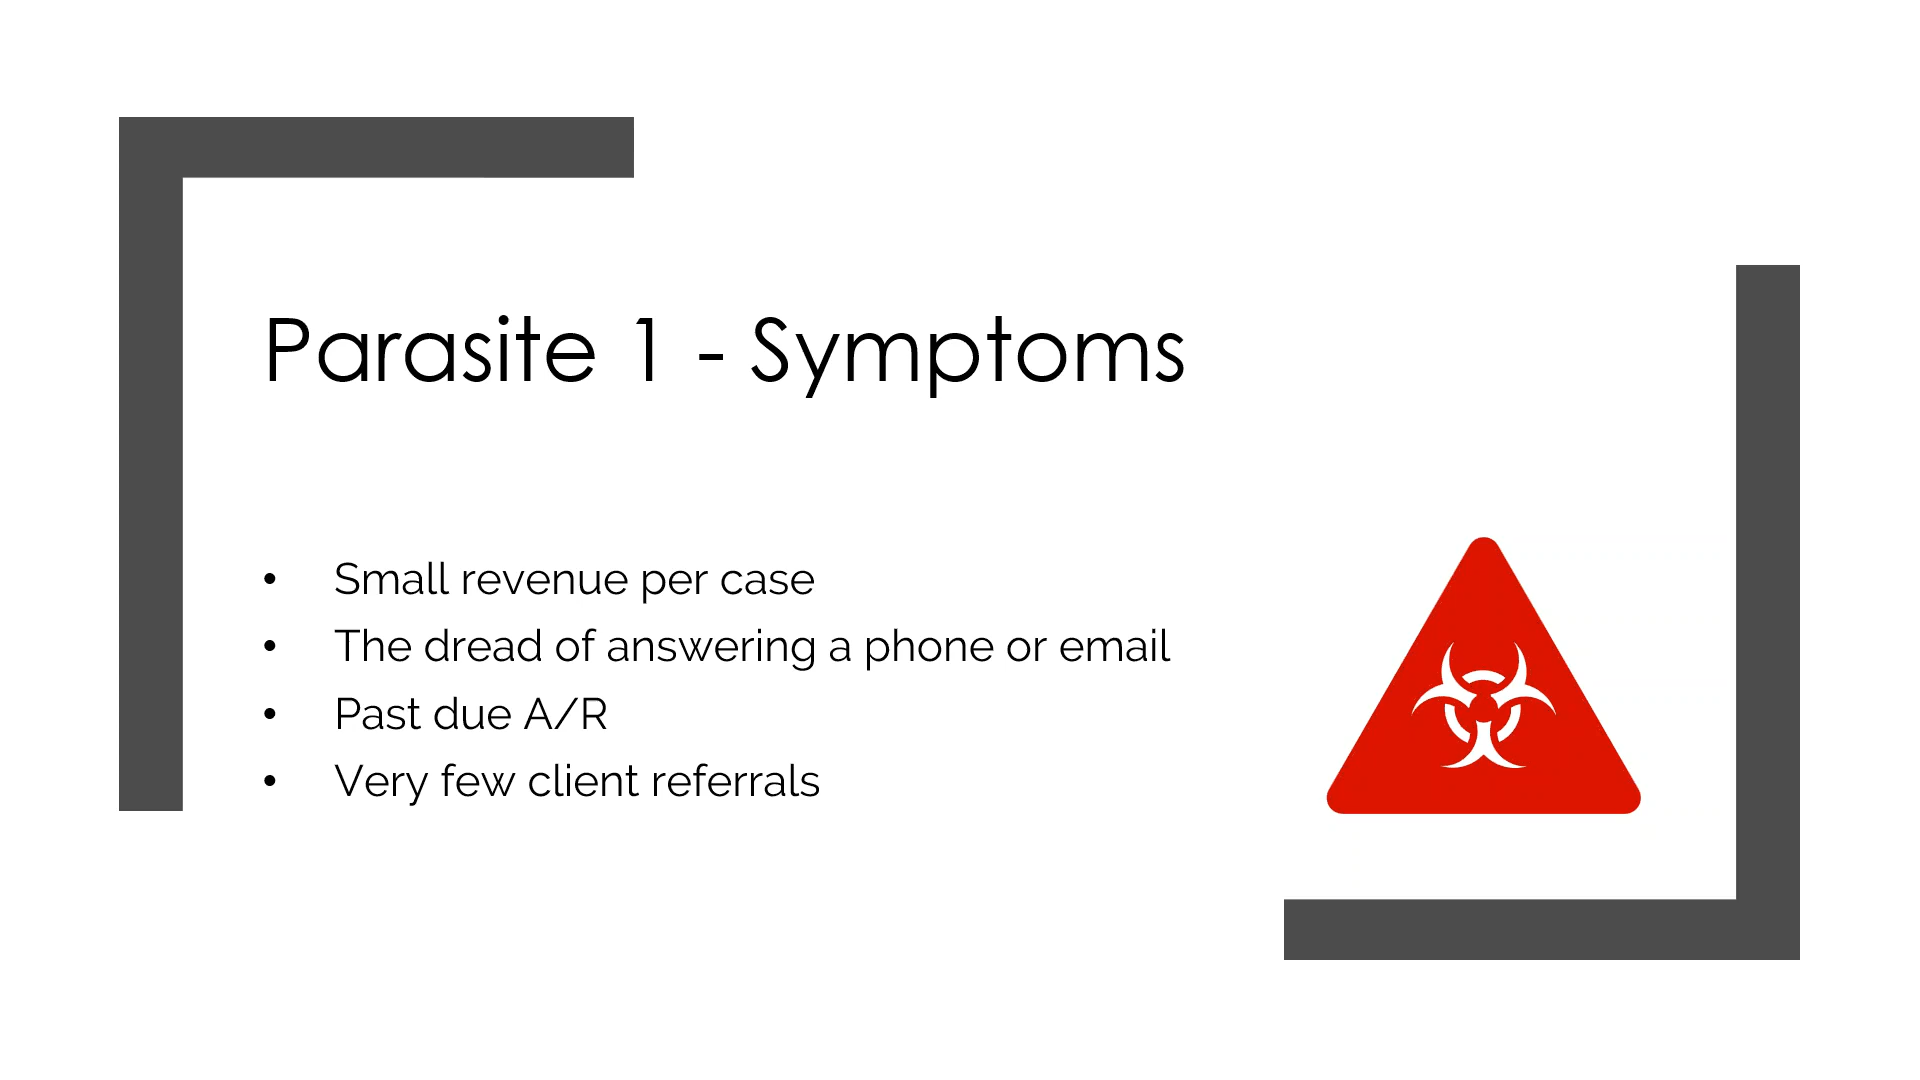 Parasite 1 - Symptoms
• Small revenue per case
• The dread of answering a phone or email
• Past due A/R
• Very few client referrals